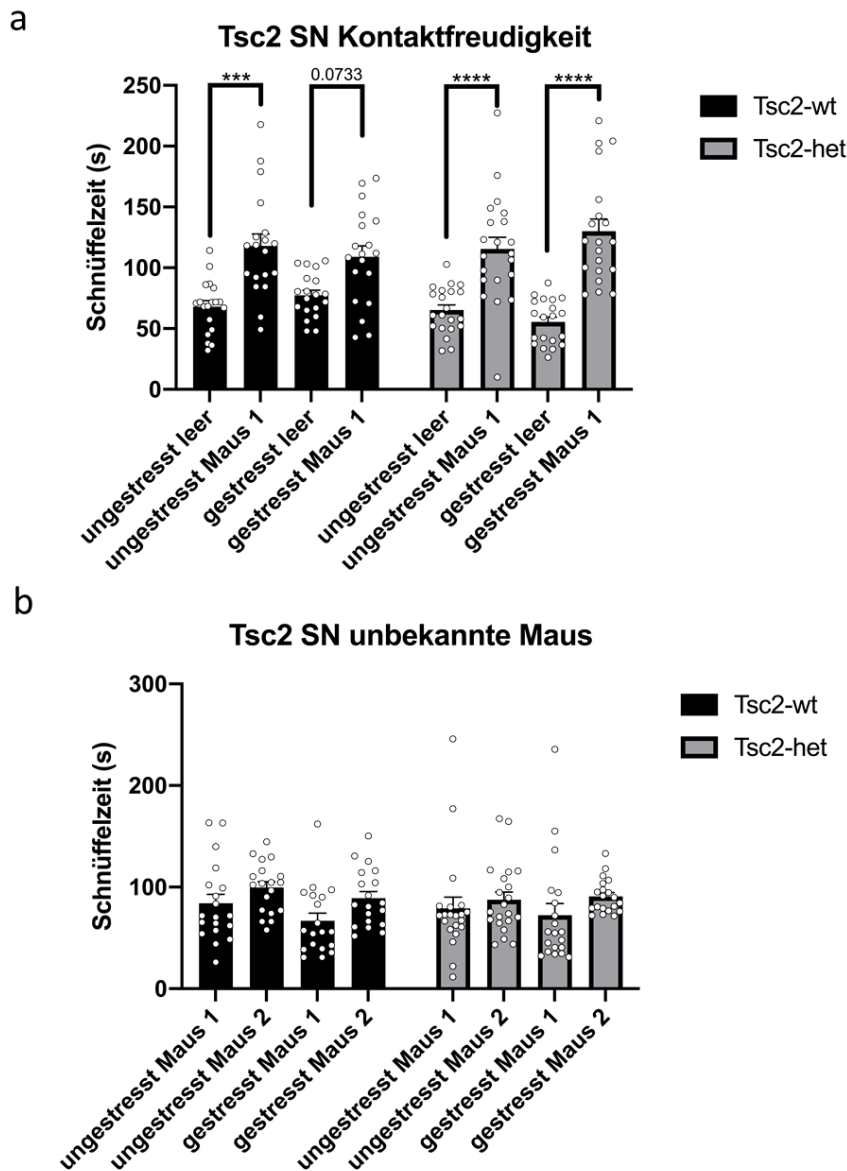 a
Tsc2 SN Kontaktfreudigkeit
*** 0.0733 **** ****
Tsc2-wt
Tsc2-het
Schnüffelzeit (s)
250
200
150
100
50
0
ungestresst leer
ungestresst Maus 1
gestresst leer
gestresst Maus 1
ungestresst leer
ungestresst Maus 1
gestresst leer
gestresst Maus 1
b
Tsc2 SN unbekannte Maus
Tsc2-wt
Tsc2-het
Schnüffelzeit (s)
300
200
100
0
ungestresst Maus 1
ungestresst Maus 2
gestresst Maus 1
gestresst Maus 2
ungestresst Maus 1
ungestresst Maus 2
gestresst Maus 1
gestresst Maus 2